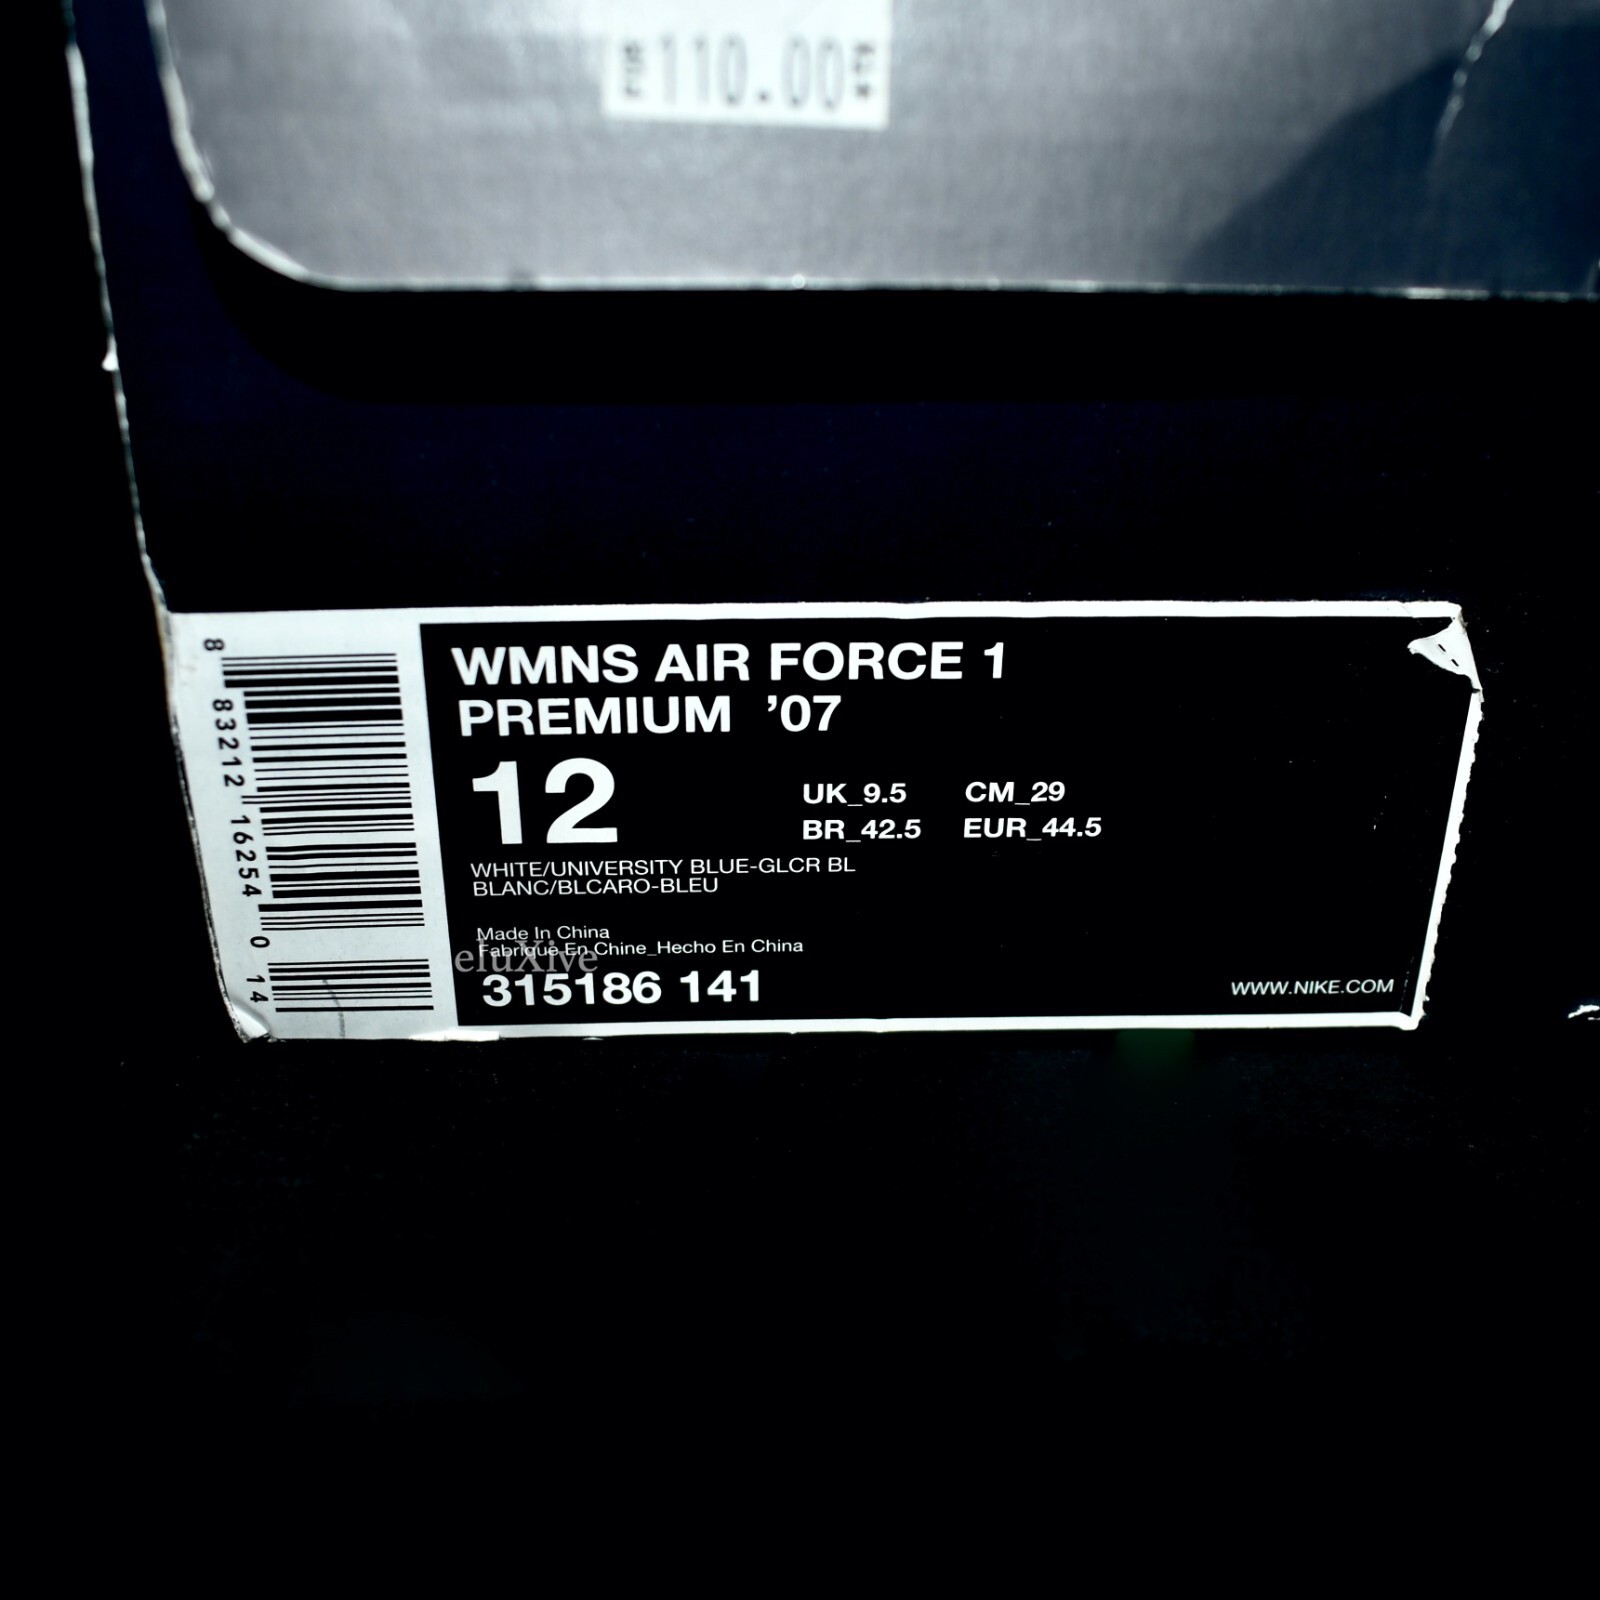 110.00
WMNS AIR FORCE 1
PREMIUM '07
12
UK_9.5 CM_29
BR_42.5 EUR_44.5
WHITE/UNIVERSITY BLUE-GLCR BL
BLANC/BLCARO-BLEU
Made In China
Fabriqué En Chine_Hecho En China
eluXive
315186 141
WWW.NIKE.COM
8 83212 16254 0 14